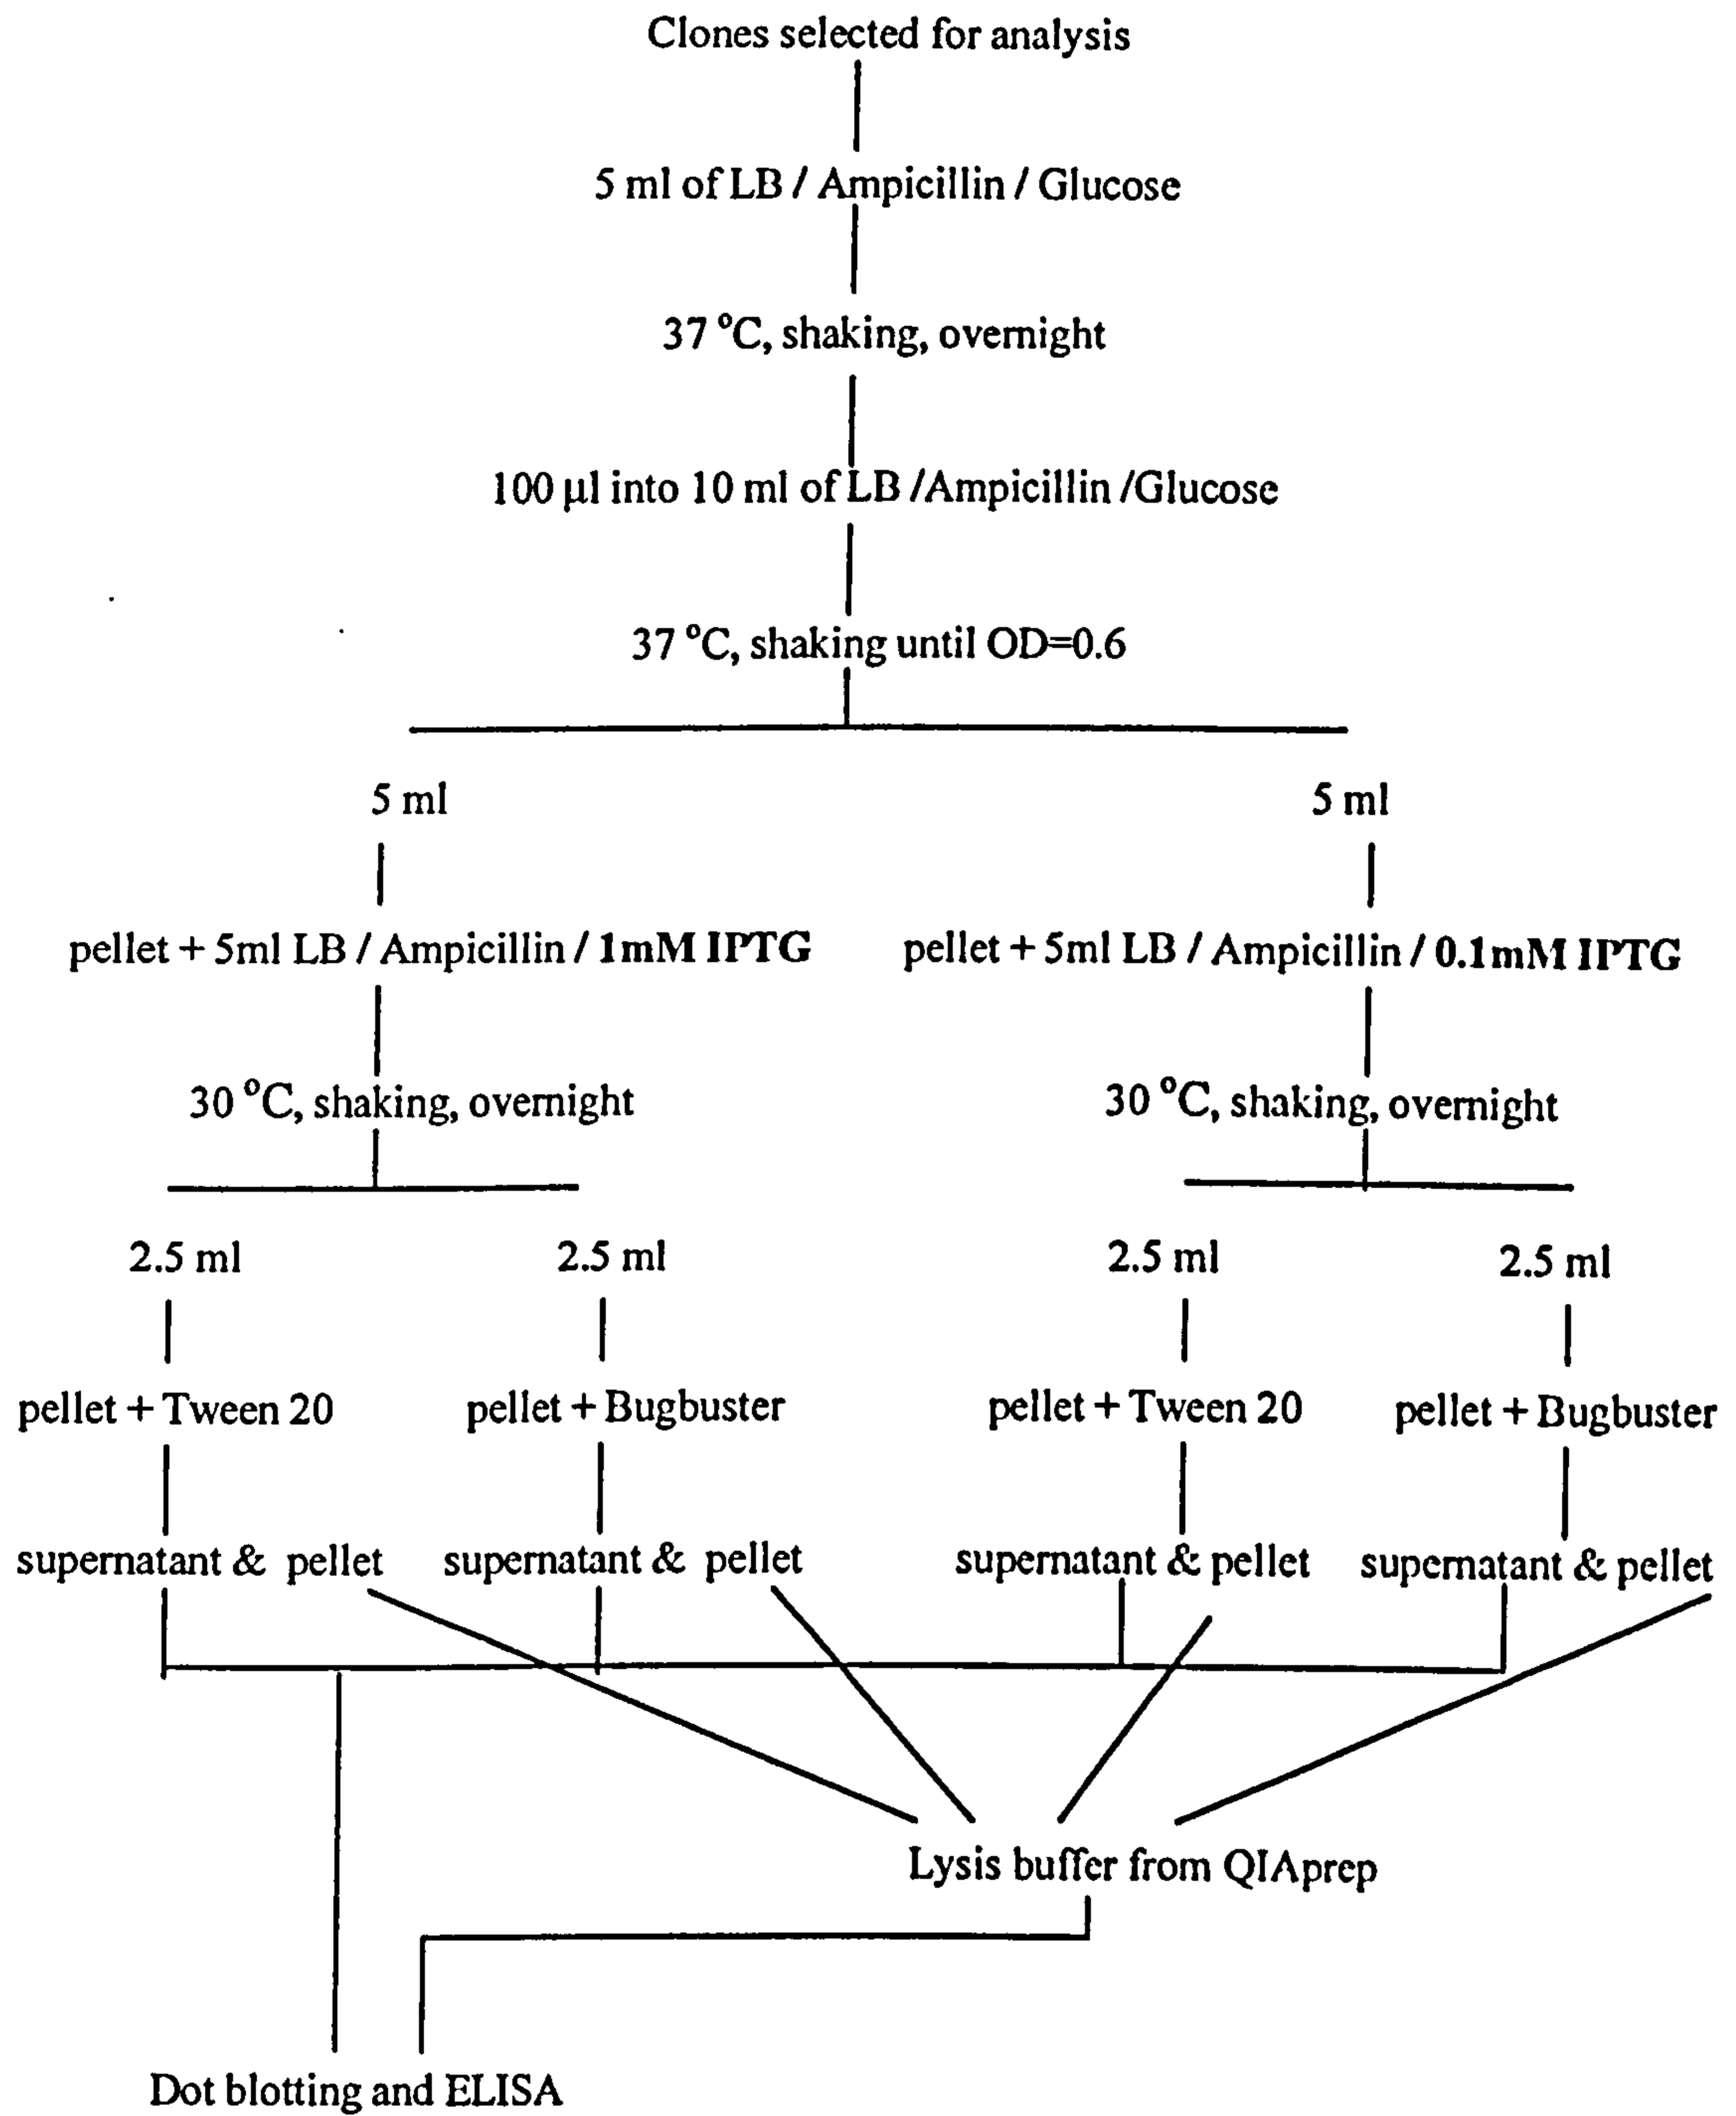 Clones selected for analysis
5 ml of LB / Ampicillin / Glucose
37 °C, shaking, overnight
100 µl into 10 ml of LB /Ampicillin /Glucose
37 °C, shaking until OD=0.6
5 ml 5 ml
pellet + 5ml LB / Ampicillin / 1mM IPTG pellet + 5ml LB / Ampicillin / 0.1mM IPTG
30 °C, shaking, overnight 30 °C, shaking, overnight
2.5 ml 2.5 ml 2.5 ml 2.5 ml
pellet + Tween 20 pellet + Bugbuster pellet + Tween 20 pellet + Bugbuster
supernatant & pellet supernatant & pellet supernatant & pellet supernatant & pellet
Lysis buffer from QIAprep
Dot blotting and ELISA